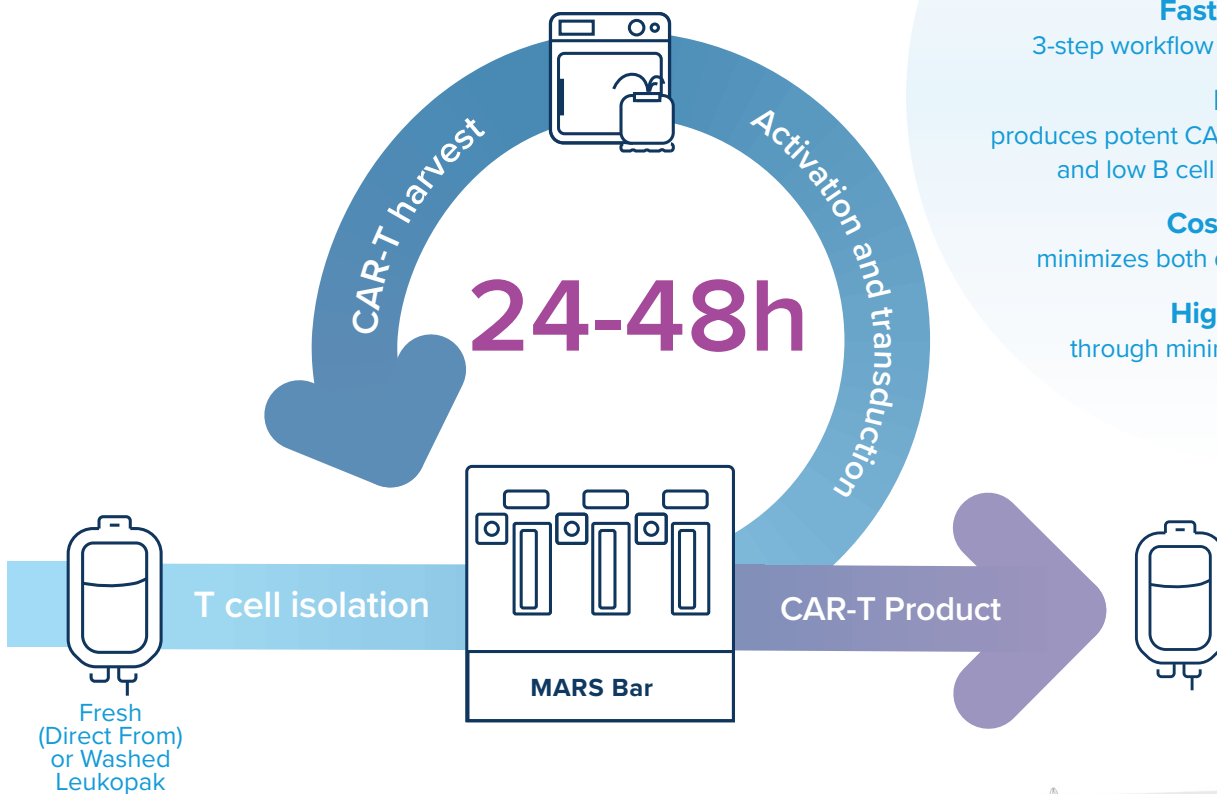 Fast
3-step workflow
produces potent CA
and low B cell
Cos
minimizes both
Hig
through minir
CAR-T harvest
Activation and transduction
24-48h
T cell isolation
CAR-T Product
MARS Bar
Fresh
(Direct From)
or Washed
Leukopak